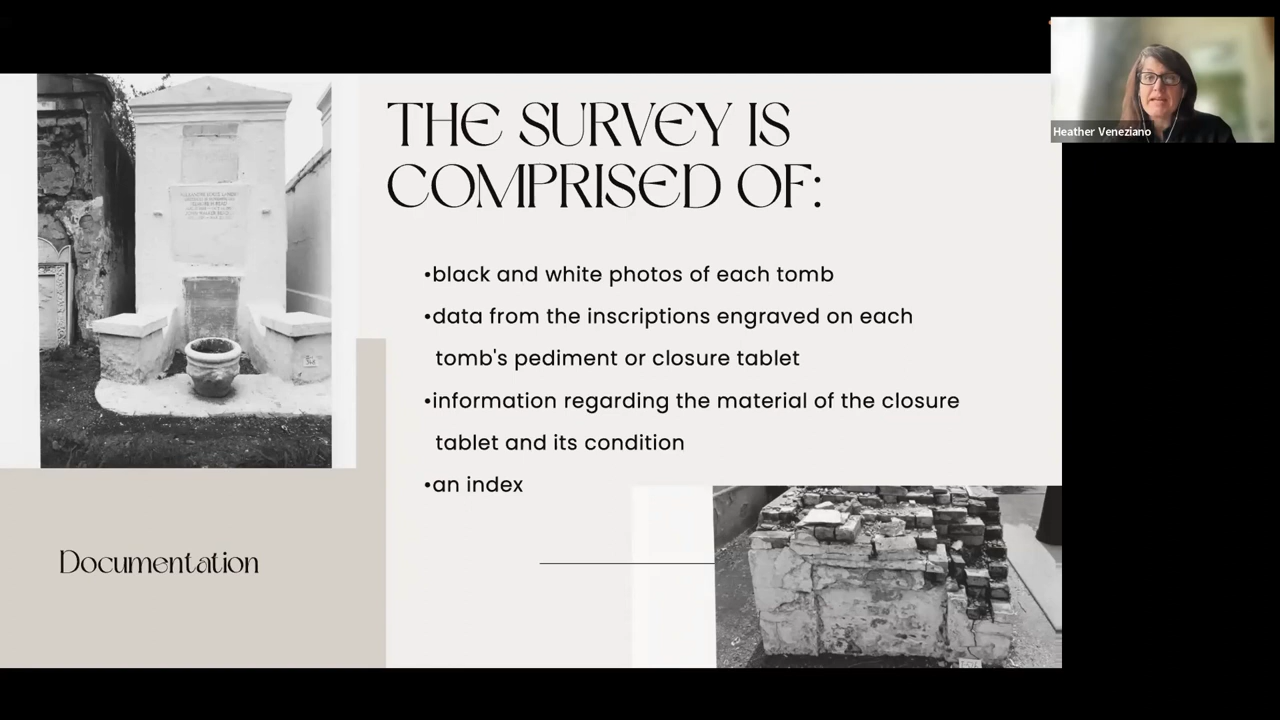 THE SURVEY IS
COMPRISED OF:
•black and white photos of each tomb
•data from the inscriptions engraved on each
tomb's pediment or closure tablet
•information regarding the material of the closure
tablet and its condition
•an index
Documentation
Heather Veneziano